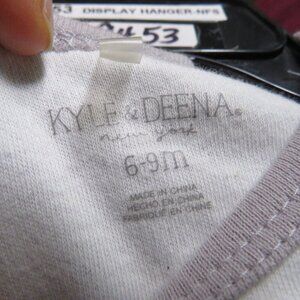 53 DISPLAY HANGER-NFS
53
KYLE & DEENA®
new york
6-9m
MADE IN CHINA
HECHO EN CHINA
FABRIQUÉ EN CHINE